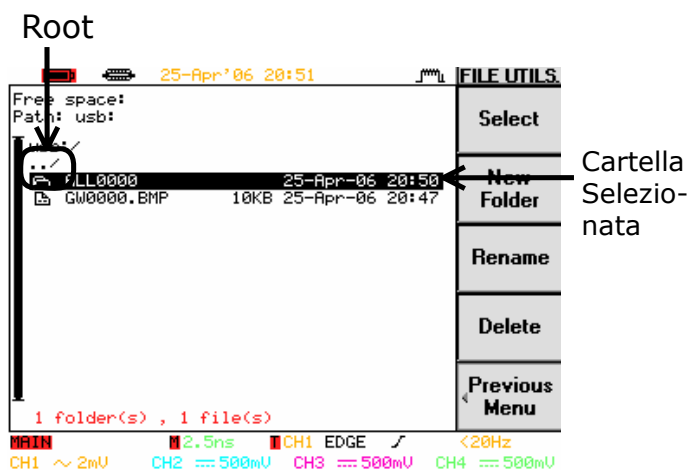 Root
25-Apr'06 20:51
FILE UTILS.
Free space:
Path: usb:
usb:/
../
ALL0000 25-Apr-06 20:50
GW0000.BMP 10KB 25-Apr-06 20:47
1 folder(s) , 1 file(s)
Select
New
Folder
Rename
Delete
Previous
Menu
Cartella
Selezio-
nata
MAIN M 2.5ns T CH1 EDGE <20Hz
CH1 ~ 2mV CH2 500mV CH3 500mV CH4 500mV